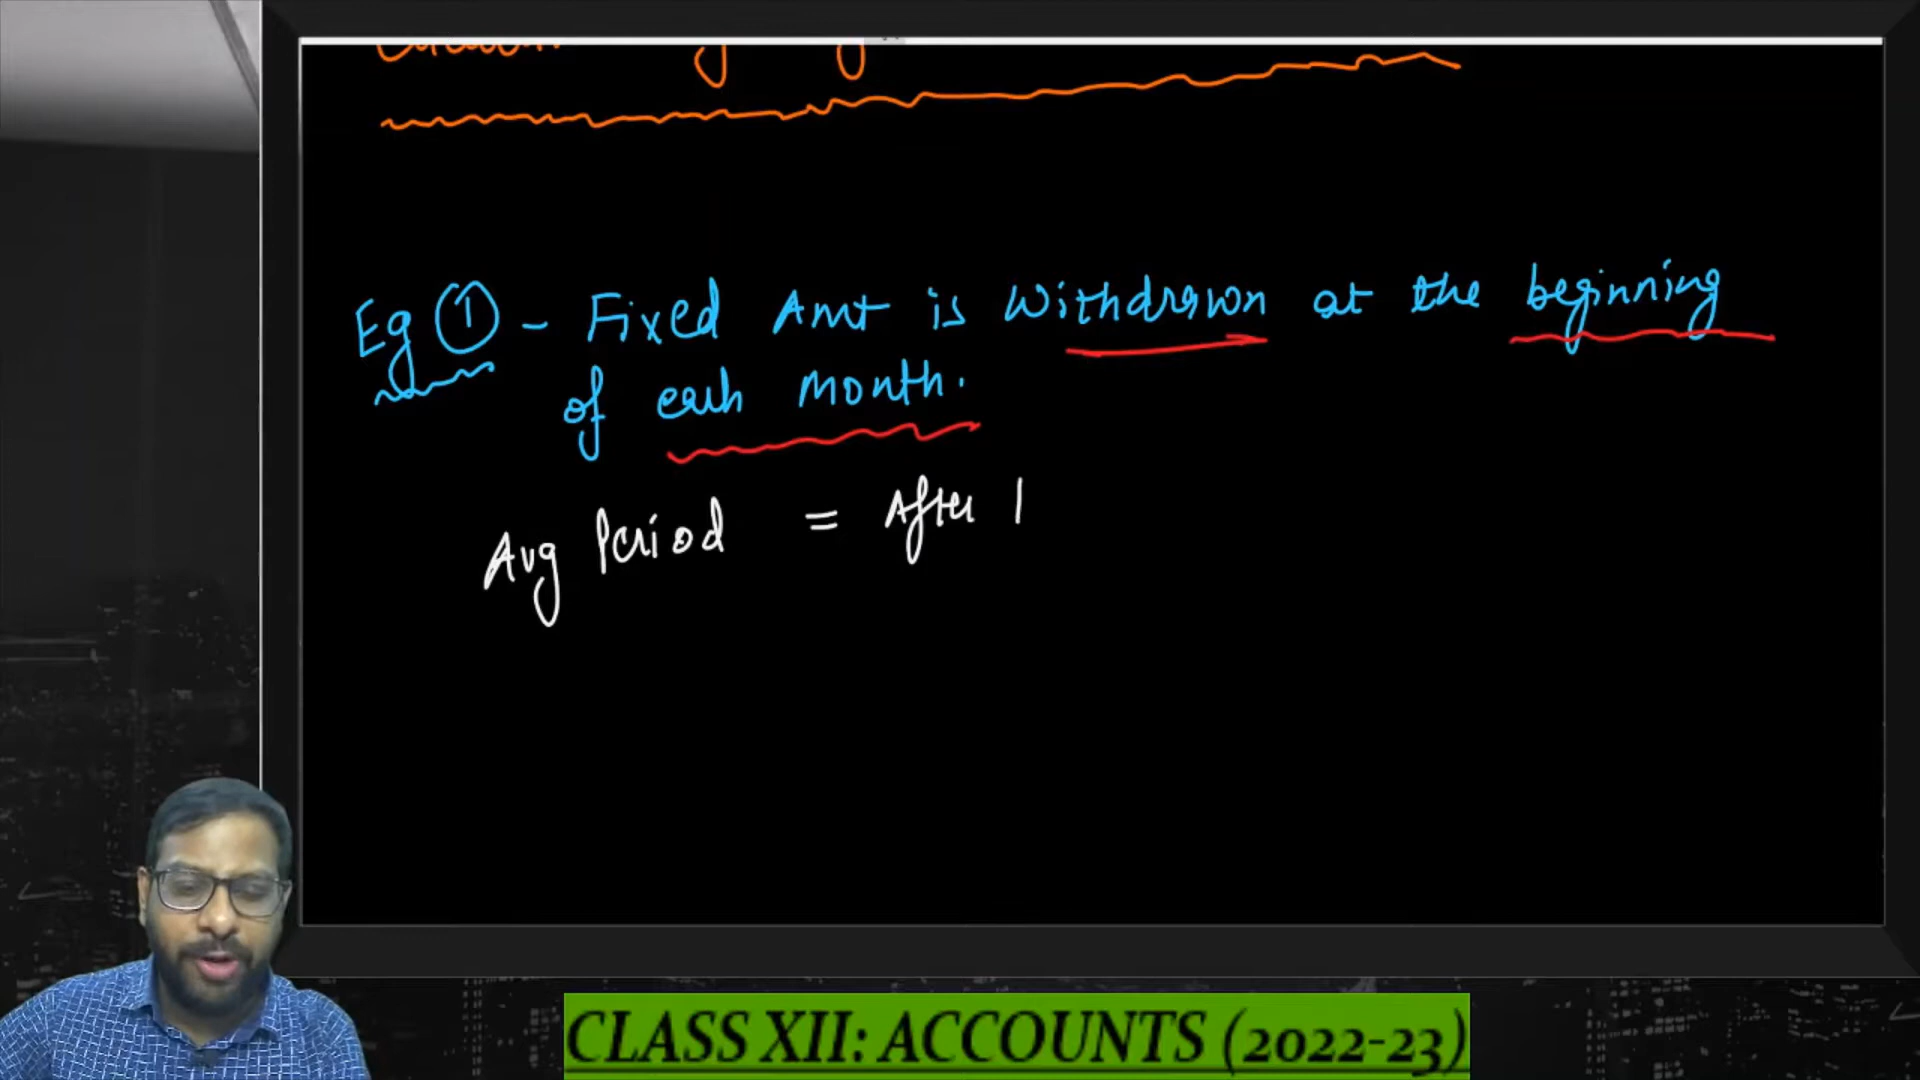 Eg ① - Fixed Amt is withdrawn at the beginning
of each month.
Avg Period = After 1
CLASS XII: ACCOUNTS (2022-23)